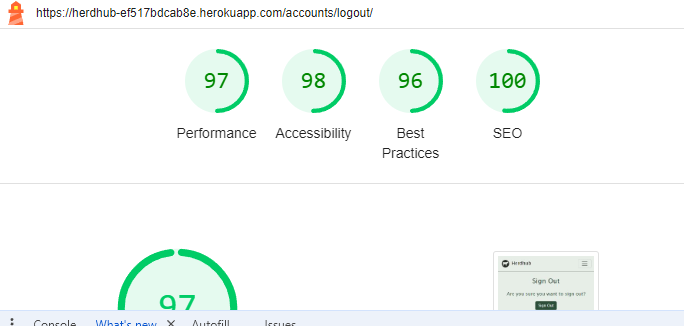 https://herdhub-ef517bdcab8e.herokuapp.com/accounts/logout/
97 98 96 100
Performance Accessibility Best Practices SEO
97
Herdhub
Sign Out
Are you sure you want to sign out?
Sign Out
Console What's new Autofill Issues